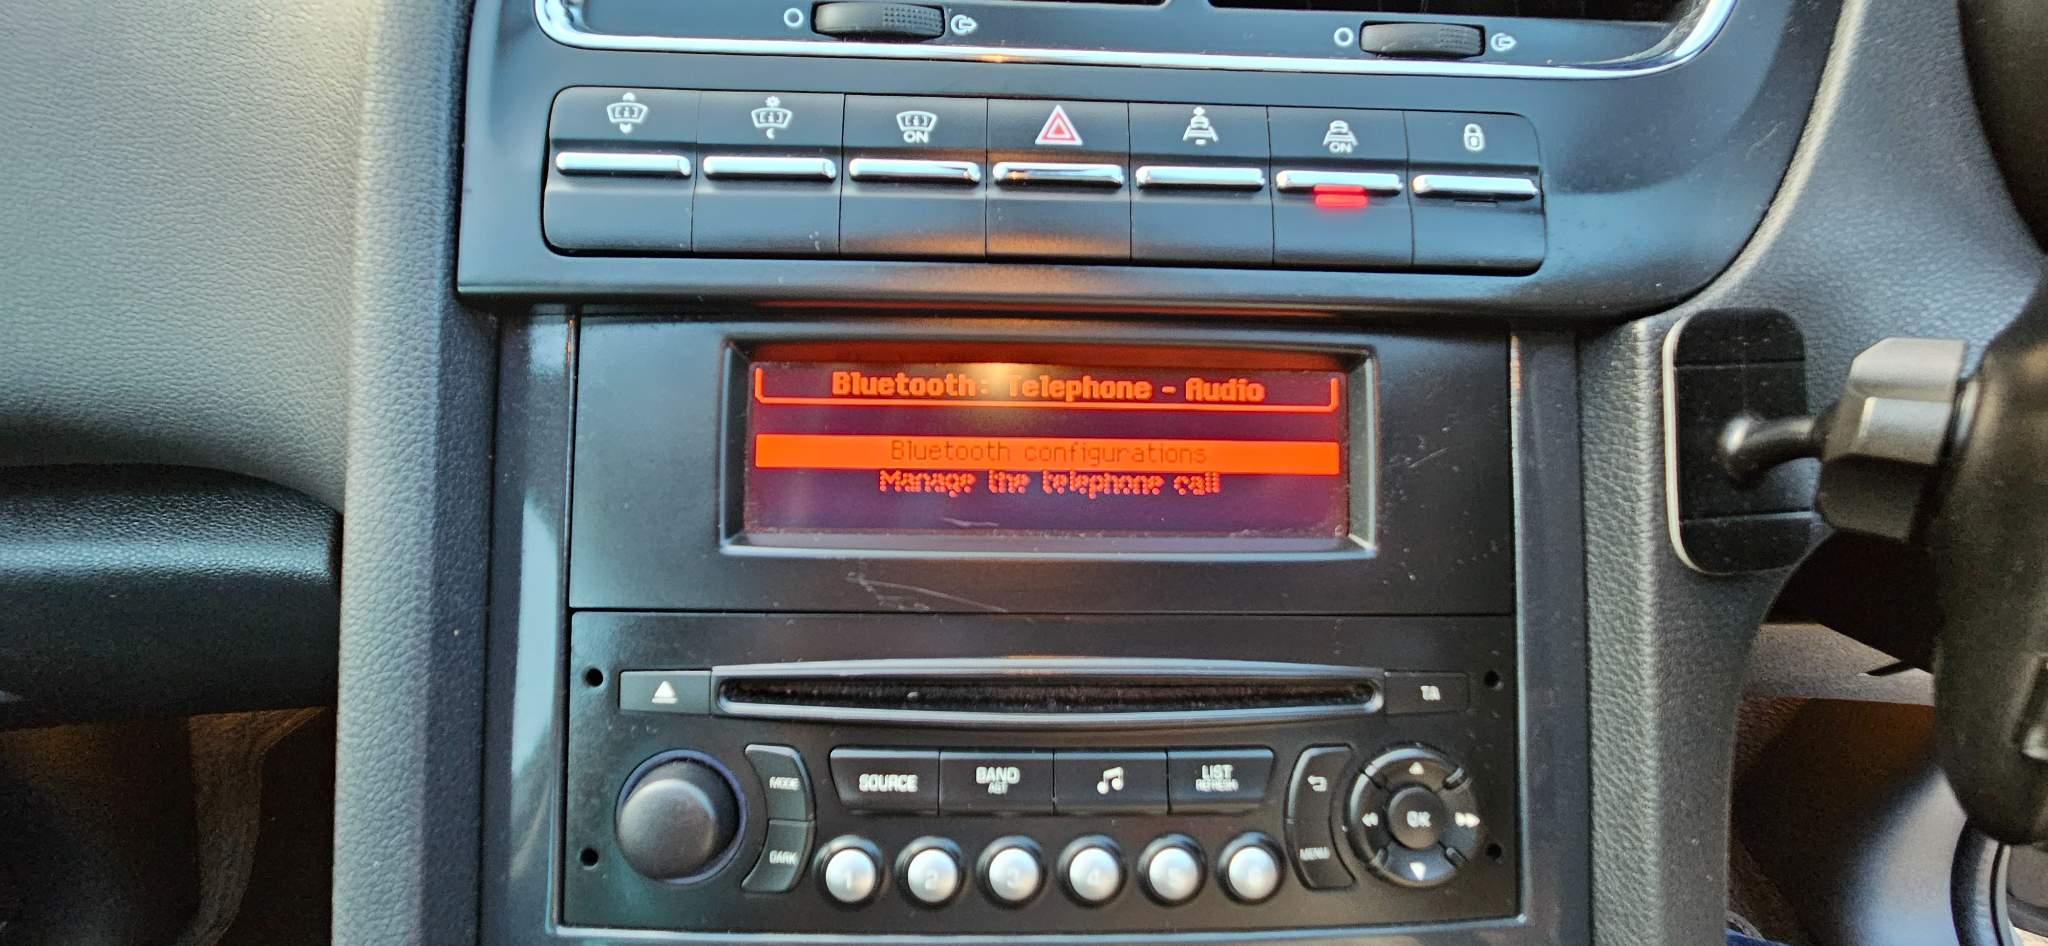 ON
ON
Bluetooth: Telephone - Audio
Bluetooth configurations
Manage the telephone call
TA
MODE
SOURCE
BAND
AST
LIST
REFRESH
OK
DARK
MENU
1 2 3 4 5 6